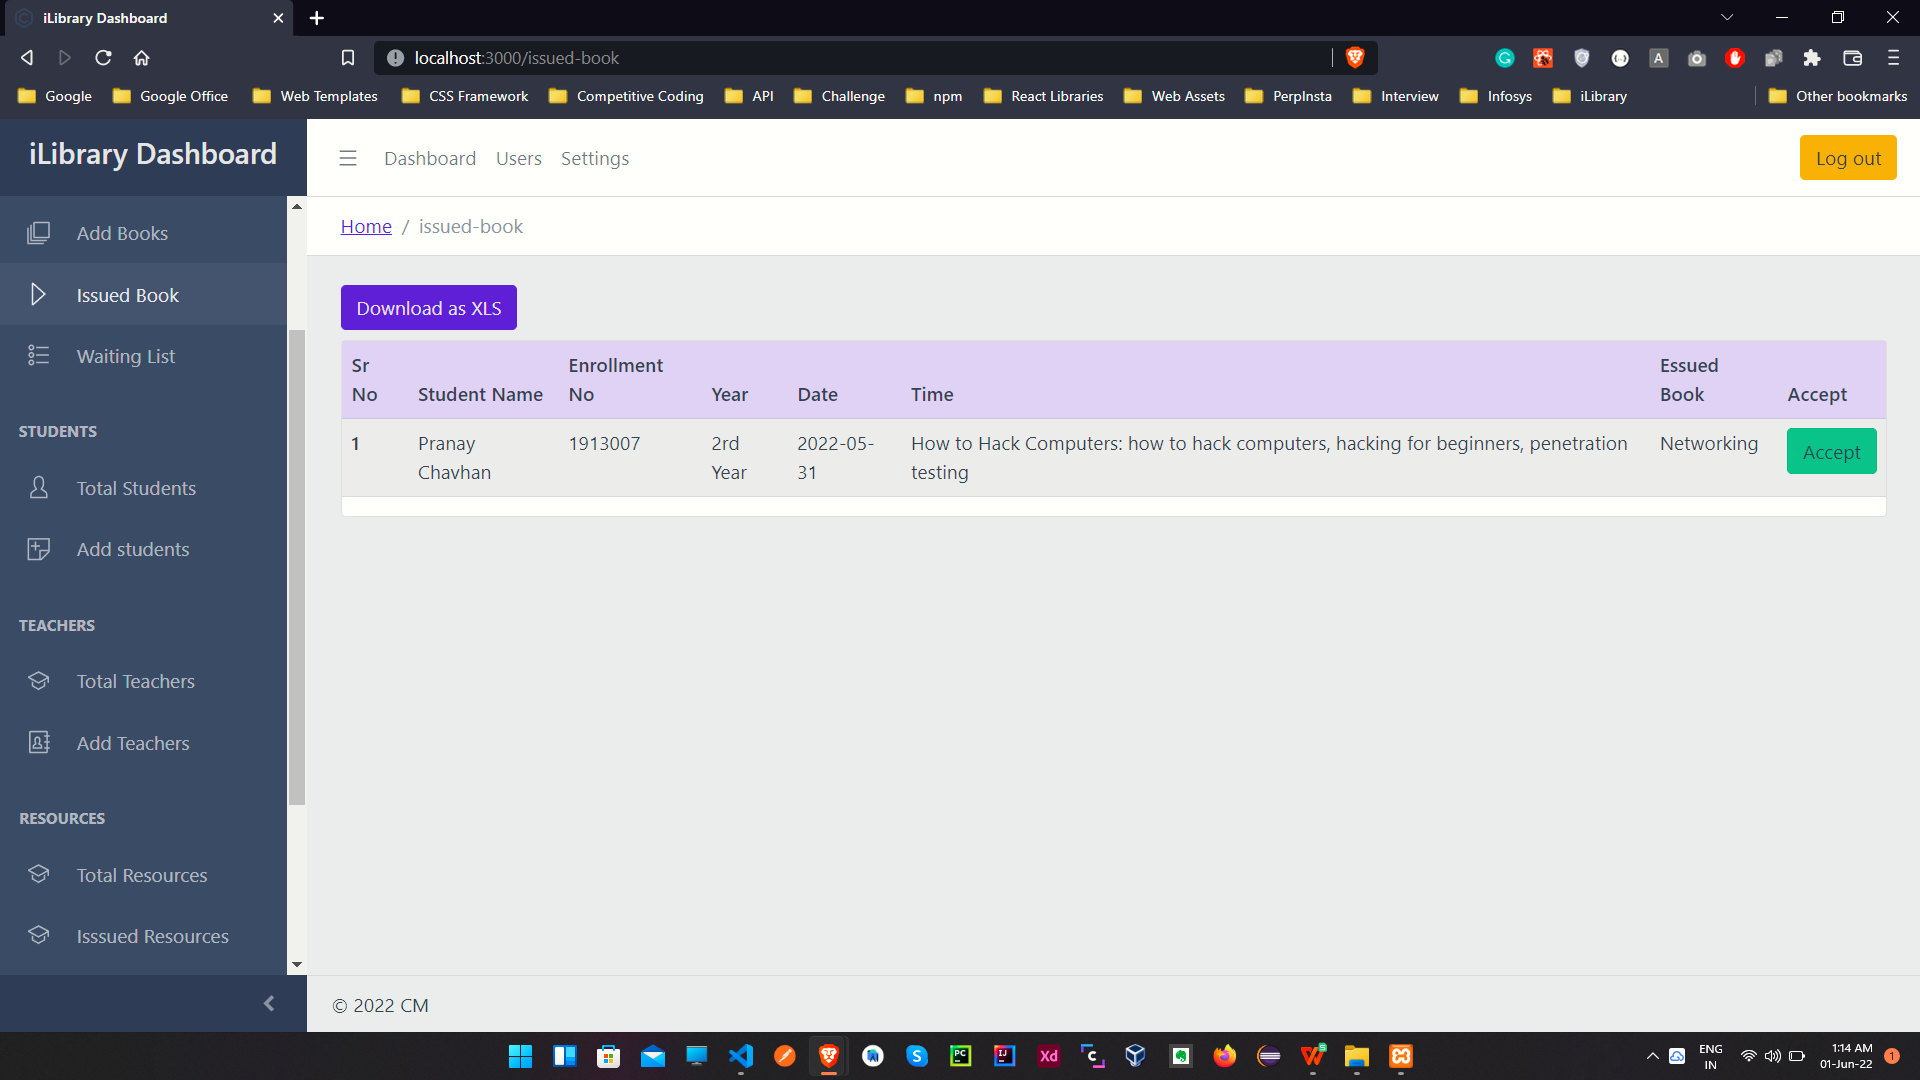 iLibrary Dashboard
localhost:3000/issued-book
Google Google Office Web Templates CSS Framework Competitive Coding API Challenge npm React Libraries Web Assets PerpInsta Interview Infosys iLibrary Other bookmarks
iLibrary Dashboard
Dashboard Users Settings
Log out
Home / issued-book
Add Books
Issued Book
Waiting List
STUDENTS
Total Students
Add students
TEACHERS
Total Teachers
Add Teachers
RESOURCES
Total Resources
Isssued Resources
Download as XLS
Sr Enrollment Essued
No Student Name No Year Date Time Book Accept
1 Pranay 1913007 2rd 2022-05- How to Hack Computers: how to hack computers, hacking for beginners, penetration Networking Accept
Chavhan Year 31 testing
© 2022 CM
ENG
IN
1:14 AM
01-Jun-22
1